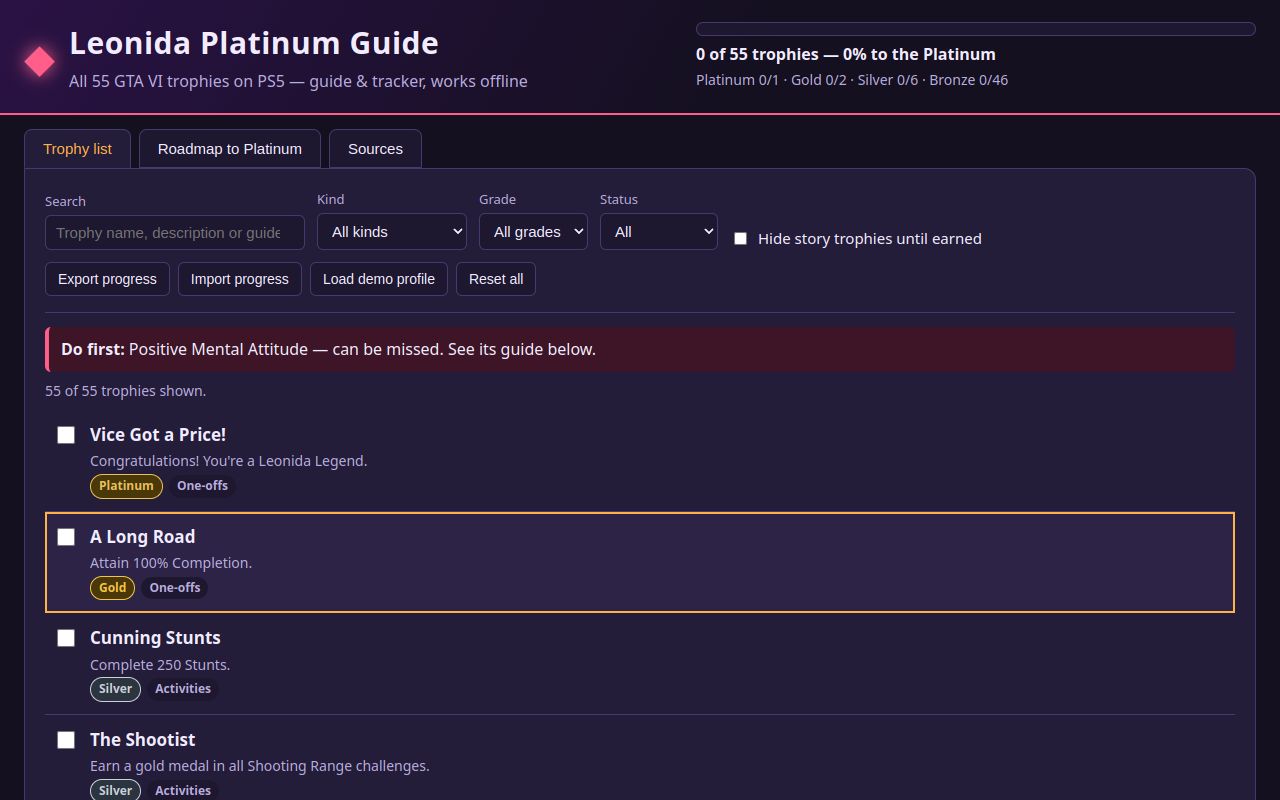 Leonida Platinum Guide
All 55 GTA VI trophies on PS5 — guide & tracker, works offline
0 of 55 trophies — 0% to the Platinum
Platinum 0/1 · Gold 0/2 · Silver 0/6 · Bronze 0/46
Trophy list
Roadmap to Platinum
Sources
Search
Kind
Grade
Status
Trophy name, description or guide
All kinds
All grades
All
Hide story trophies until earned
Export progress
Import progress
Load demo profile
Reset all
Do first: Positive Mental Attitude — can be missed. See its guide below.
55 of 55 trophies shown.
Vice Got a Price!
Congratulations! You're a Leonida Legend.
Platinum One-offs
A Long Road
Attain 100% Completion.
Gold One-offs
Cunning Stunts
Complete 250 Stunts.
Silver Activities
The Shootist
Earn a gold medal in all Shooting Range challenges.
Silver Activities